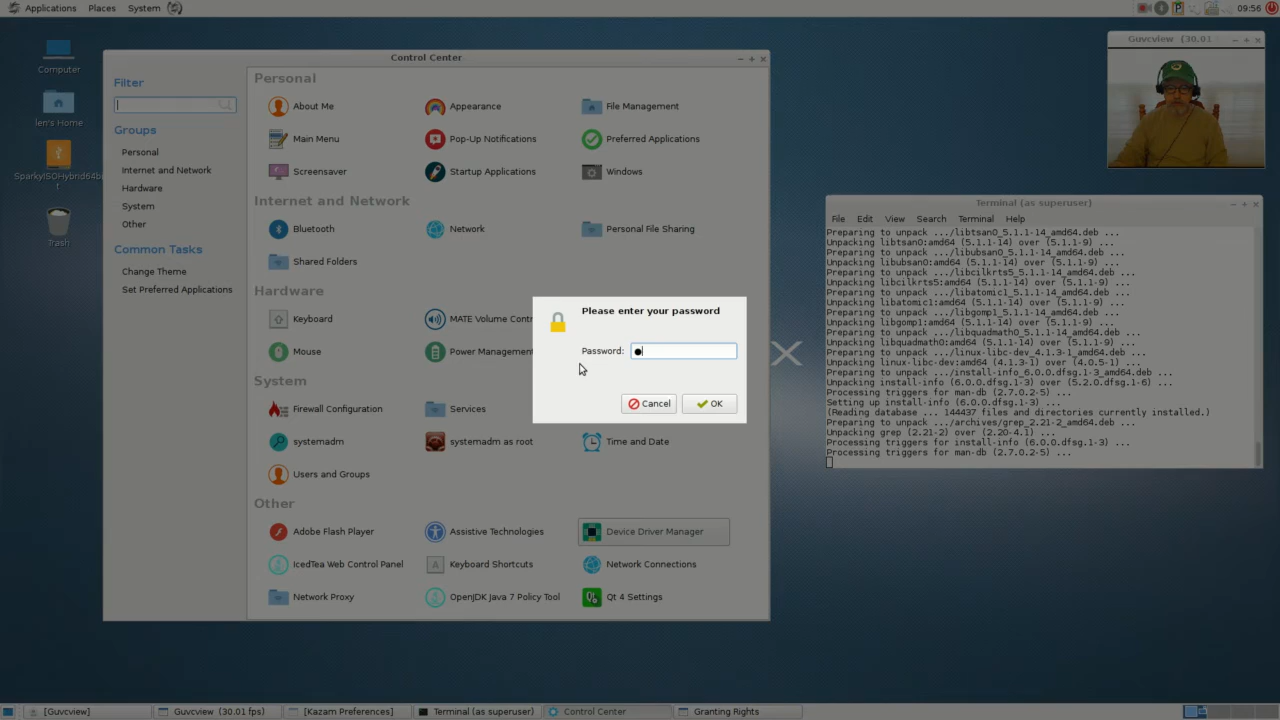 Applications Places System
09:56
Computer
len's Home
SparkyISOHybrid64bi
t
Trash
Control Center
Filter
Groups
Personal
Internet and Network
Hardware
System
Other
Common Tasks
Change Theme
Set Preferred Applications
Personal
About Me Appearance File Management
Main Menu Pop-Up Notifications Preferred Applications
Screensaver Startup Applications Windows
Internet and Network
Bluetooth Network Personal File Sharing
Shared Folders
Hardware
Keyboard MATE Volume Contr
Mouse Power Management
System
Firewall Configuration Services
systemadm systemadm as root Time and Date
Users and Groups
Other
Adobe Flash Player Assistive Technologies Device Driver Manager
IcedTea Web Control Panel Keyboard Shortcuts Network Connections
Network Proxy OpenJDK Java 7 Policy Tool Qt 4 Settings
Please enter your password
Password:
Cancel OK
Guvcview (30.01
Terminal (as superuser)
File Edit View Search Terminal Help
Preparing to unpack .../libtsan0_5.1.1-14_amd64.deb ...
Unpacking libtsan0:amd64 (5.1.1-14) over (5.1.1-9) ...
Preparing to unpack .../libubsan0_5.1.1-14_amd64.deb ...
Unpacking libubsan0:amd64 (5.1.1-14) over (5.1.1-9) ...
Preparing to unpack .../libcilkrts5_5.1.1-14_amd64.deb ...
Unpacking libcilkrts5:amd64 (5.1.1-14) over (5.1.1-9) ...
Preparing to unpack .../libatomic1_5.1.1-14_amd64.deb ...
Unpacking libatomic1:amd64 (5.1.1-14) over (5.1.1-9) ...
Preparing to unpack .../libgomp1_5.1.1-14_amd64.deb ...
Unpacking libgomp1:amd64 (5.1.1-14) over (5.1.1-9) ...
Preparing to unpack .../libquadmath0_5.1.1-14_amd64.deb ...
Unpacking libquadmath0:amd64 (5.1.1-14) over (5.1.1-9) ...
Preparing to unpack .../linux-libc-dev_4.1.3-1_amd64.deb ...
Unpacking linux-libc-dev:amd64 (4.1.3-1) over (4.0.5-1) ...
Preparing to unpack .../install-info_6.0.0.dfsg.1-3_amd64.deb ...
Unpacking install-info (6.0.0.dfsg.1-3) over (5.2.0.dfsg.1-6) ...
Processing triggers for man-db (2.7.0.2-5) ...
Setting up install-info (6.0.0.dfsg.1-3) ...
(Reading database ... 144437 files and directories currently installed.)
Preparing to unpack .../archives/grep_2.21-2_amd64.deb ...
Unpacking grep (2.21-2) over (2.20-4.1) ...
Processing triggers for install-info (6.0.0.dfsg.1-3) ...
Processing triggers for man-db (2.7.0.2-5) ...
[Guvcview] Guvcview (30.01 fps) [Kazam Preferences] Terminal (as superuser) Control Center Granting Rights